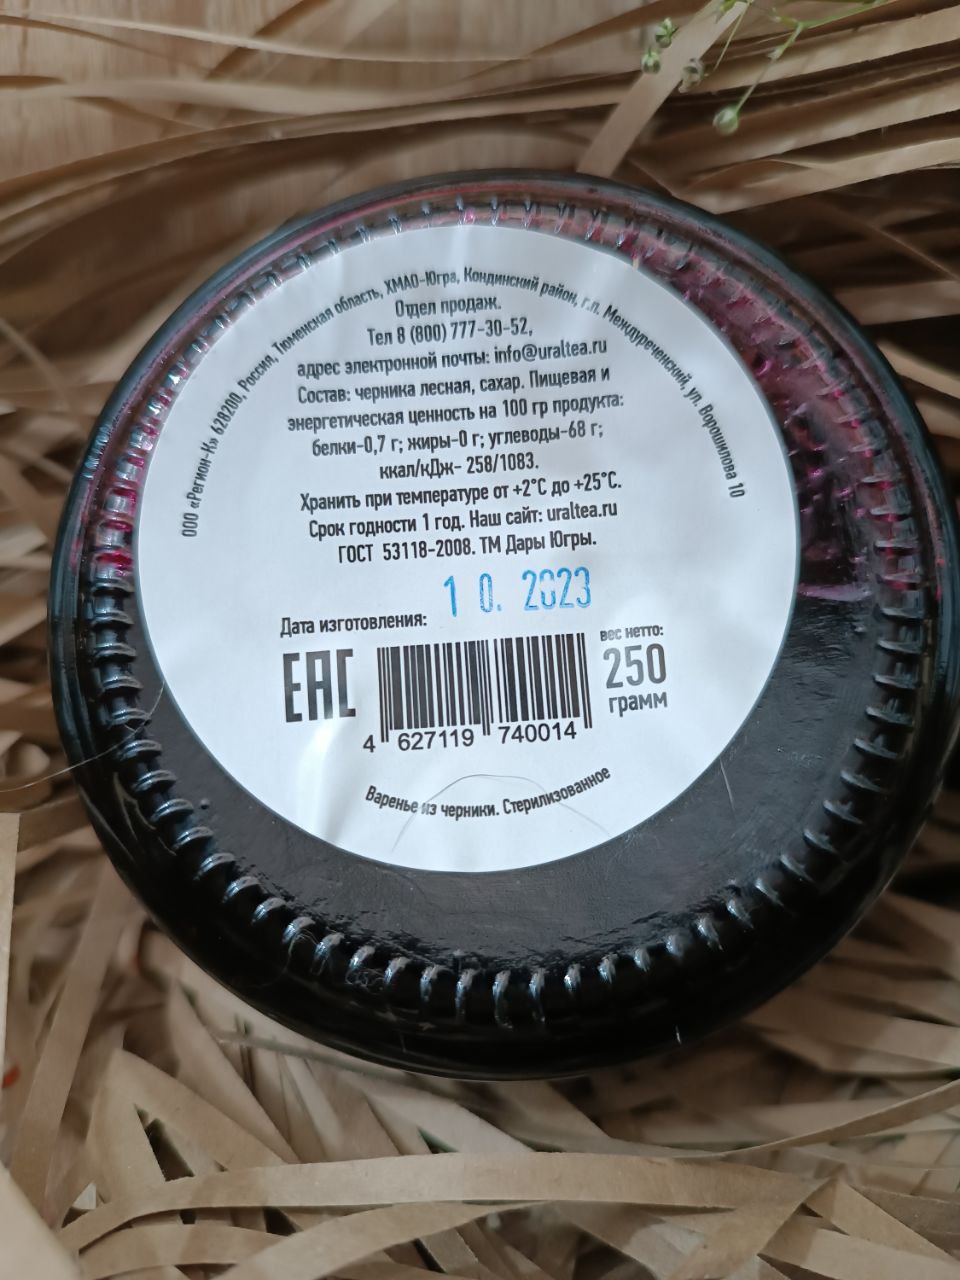 ООО «Регион-К» 628200, Россия, Тюменская область, ХМАО-Югра, Кондинский район, г.п. Междуреченский, ул. Ворошилова 10
Отдел продаж.
Тел 8 (800) 777-30-52,
адрес электронной почты: info@uraltea.ru
Состав: черника лесная, сахар. Пищевая и
энергетическая ценность на 100 гр продукта:
белки-0,7 г; жиры-0 г; углеводы-68 г;
ккал/кДж- 258/1083.
Хранить при температуре от +2°С до +25°С.
Срок годности 1 год. Наш сайт: uraltea.ru
ГОСТ 53118-2008. ТМ Дары Югры.
Дата изготовления: 10. 2023
EAC
вес нетто:
250
грамм
4 627119 740014
Варенье из черники. Стерилизованное